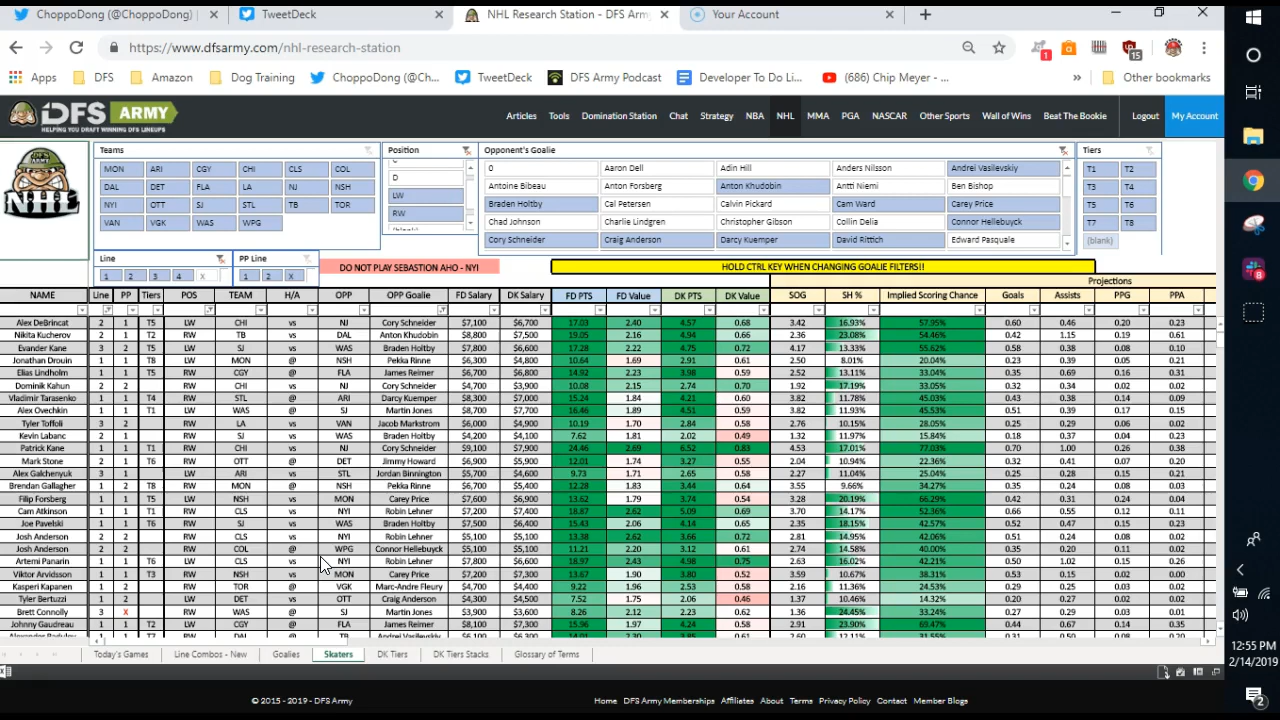 ChoppoDong (@ChoppoDong)
TweetDeck
NHL Research Station - DFS Arm
Your Account
https://www.dfsarmy.com/nhl-research-station
Apps DFS Amazon Dog Training ChoppoDong (@Ch... TweetDeck DFS Army Podcast Developer To Do Li... (686) Chip Meyer - ... » Other bookmarks
1 15
DFS ARMY
HELPING YOU DRAFT WINNING DFS LINEUPS
Articles Tools Domination Station Chat Strategy NBA NHL MMA PGA NASCAR Other Sports Wall of Wins Beat The Bookie Logout My Account
NHL
Teams
MON ARI CGY CHI CLS COL
DAL DET FLA LA NJ NSH
NYI OTT SJ STL TB TOR
VAN VGK WAS WPG
Position
C
D
LW
RW
(blank)
Opponent's Goalie
0 Aaron Dell Adin Hill Anders Nilsson Andrei Vasilevskiy
Antoine Bibeau Anton Forsberg Anton Khudobin Antti Niemi Ben Bishop
Braden Holtby Cal Petersen Calvin Pickard Cam Ward Carey Price
Chad Johnson Charlie Lindgren Christopher Gibson Collin Delia Connor Hellebuyck
Cory Schneider Craig Anderson Darcy Kuemper David Rittich Edward Pasquale
Tiers
T1 T2
T3 T4
T5 T6
T7 T8
(blank)
Line
1 2 3 4 X
PP Line
1 2 X
DO NOT PLAY SEBASTIAN AHO - NYI
HOLD CTRL KEY WHEN CHANGING GOALIE FILTERS!!
Projections
NAME Line PP Tiers POS TEAM H/A OPP OPP Goalie FD Salary DK Salary FD PTS FD Value DK PTS DK Value SOG SH % Implied Scoring Chance Goals Assists PPG PPA
Alex DeBrincat 2 1 T5 LW CHI vs NJ Cory Schneider $7,100 $6,700 17.03 2.40 4.57 0.68 3.42 16.93% 57.95% 0.60 0.46 0.20 0.23
Nikita Kucherov 2 1 T2 RW TB vs DAL Anton Khudobin $8,800 $7,500 19.05 2.16 4.94 0.66 2.36 23.08% 54.46% 0.42 1.15 0.19 0.61
Evander Kane 3 2 T5 LW SJ vs WAS Braden Holtby $7,800 $6,600 17.28 2.22 4.75 0.72 4.17 13.33% 55.62% 0.58 0.38 0.08 0.10
Jonathan Drouin 1 1 T8 LW MON @ NSH Pekka Rinne $6,300 $4,800 10.64 1.69 2.91 0.61 2.50 8.01% 20.04% 0.23 0.39 0.05 0.21
Elias Lindholm 1 1 T5 RW CGY @ FLA James Reimer $6,700 $6,800 14.92 2.23 3.98 0.59 2.52 13.11% 33.04% 0.35 0.69 0.16 0.31
Dominik Kahun 2 2 RW CHI vs NJ Cory Schneider $4,700 $3,900 10.08 2.15 2.74 0.70 1.92 17.19% 33.05% 0.32 0.34 0.02 0.02
Vladimir Tarasenko 1 1 T4 RW STL @ ARI Darcy Kuemper $8,300 $7,000 15.24 1.84 4.21 0.60 3.82 11.78% 45.03% 0.43 0.38 0.13 0.18
Alex Ovechkin 1 1 T1 LW WAS @ SJ Martin Jones $8,700 $7,700 16.46 1.89 4.51 0.59 3.82 11.93% 45.53% 0.51 0.39 0.17 0.15
Tyler Toffoli 3 2 RW LA vs VAN Jacob Markstrom $6,000 $4,900 10.19 1.70 2.84 0.58 2.76 10.15% 28.05% 0.25 0.29 0.06 0.02
Kevin Labanc 2 1 RW SJ vs WAS Braden Holtby $4,200 $4,100 7.62 1.81 2.02 0.49 1.32 11.97% 15.84% 0.18 0.37 0.04 0.23
Patrick Kane 1 1 T1 RW CHI vs NJ Cory Schneider $9,100 $7,900 24.46 2.69 6.52 0.83 4.53 17.01% 77.03% 0.70 1.00 0.26 0.38
Mark Stone 2 1 T6 RW OTT vs DET Jimmy Howard $6,900 $5,900 12.01 1.74 3.27 0.55 2.04 10.94% 22.36% 0.32 0.41 0.07 0.20
Alex Galchenyuk 3 1 LW ARI vs STL Jordan Binnington $5,700 $4,600 9.73 1.71 2.65 0.58 2.27 11.04% 25.04% 0.25 0.28 0.15 0.21
Brendan Gallagher 1 1 T8 RW MON @ NSH Pekka Rinne $6,700 $5,400 12.28 1.83 3.44 0.64 3.55 9.66% 34.27% 0.35 0.24 0.08 0.03
Filip Forsberg 1 1 T5 LW NSH vs MON Carey Price $7,600 $6,900 13.62 1.79 3.74 0.54 3.28 20.19% 66.29% 0.42 0.31 0.24 0.04
Cam Atkinson 1 1 T1 RW CLS vs NYI Robin Lehner $7,200 $7,400 18.87 2.62 5.09 0.69 3.70 14.17% 52.36% 0.66 0.55 0.12 0.11
Joe Pavelski 1 1 T6 RW SJ vs WAS Braden Holtby $7,500 $6,400 15.43 2.06 4.14 0.65 2.35 18.15% 42.57% 0.52 0.47 0.15 0.23
Josh Anderson 2 2 RW CLS vs NYI Robin Lehner $5,100 $5,100 13.38 2.62 3.66 0.72 2.81 14.95% 42.06% 0.51 0.24 0.08 0.02
Josh Anderson 2 2 RW COL @ WPG Connor Hellebuyck $5,100 $5,100 11.21 2.20 3.12 0.61 2.74 14.58% 40.00% 0.35 0.20 0.11 0.02
Artemi Panarin 1 1 T6 LW CLS vs NYI Robin Lehner $7,800 $6,600 18.97 2.43 4.98 0.75 2.63 16.02% 42.21% 0.50 1.02 0.15 0.26
Viktor Arvidsson 1 1 T3 RW NSH vs MON Carey Price $7,200 $7,300 13.67 1.90 3.80 0.52 3.59 10.67% 38.31% 0.53 0.15 0.02 0.00
Kasperi Kapanen 1 2 RW TOR @ VGK Marc-Andre Fleury $4,700 $4,400 9.22 1.96 2.53 0.58 2.16 11.36% 24.53% 0.29 0.25 0.03 0.02
Tyler Bertuzzi 1 2 LW DET @ OTT Craig Anderson $4,300 $4,500 7.52 1.75 2.06 0.46 1.37 10.46% 14.32% 0.20 0.27 0.02 0.02
Brett Connolly 3 X RW WAS @ SJ Martin Jones $3,900 $3,600 8.26 2.12 2.23 0.62 1.36 24.45% 33.24% 0.27 0.29 0.03 0.01
Johnny Gaudreau 1 1 T2 LW CGY @ FLA James Reimer $8,100 $7,300 15.96 1.97 4.24 0.58 2.91 23.90% 69.47% 0.31 0.77 0.06 0.35
Today's Games Line Combos - New Goalies Skaters DK Tiers DK Tiers Stacks Glossary of Terms
© 2015 - 2019 - DFS Army
Home DFS Army Memberships Affiliates About Terms Privacy Policy Contact Member Blogs
8
12:55 PM
2/14/2019
2